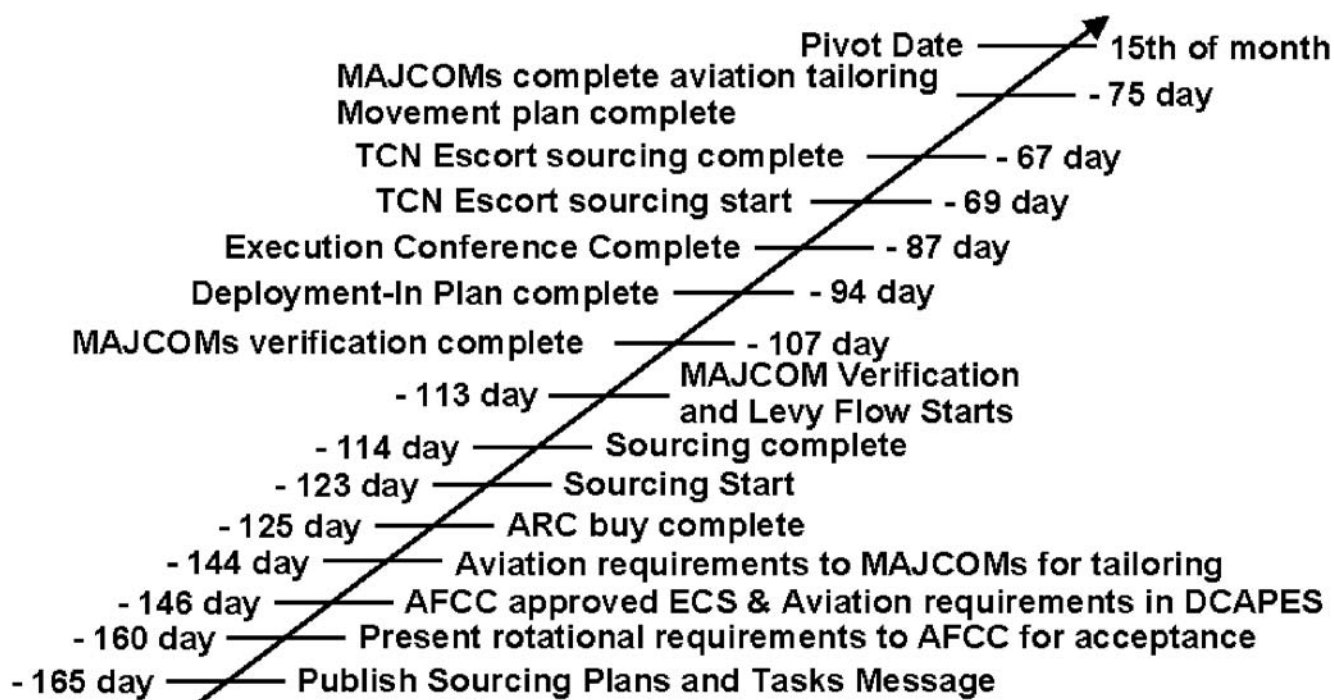 Pivot Date 15th of month
MAJCOMs complete aviation tailoring - 75 day
Movement plan complete
TCN Escort sourcing complete - 67 day
TCN Escort sourcing start - 69 day
Execution Conference Complete - 87 day
Deployment-In Plan complete - 94 day
MAJCOMs verification complete - 107 day
- 113 day MAJCOM Verification
and Levy Flow Starts
- 114 day Sourcing complete
- 123 day Sourcing Start
- 125 day ARC buy complete
- 144 day Aviation requirements to MAJCOMs for tailoring
- 146 day AFCC approved ECS & Aviation requirements in DCAPES
- 160 day Present rotational requirements to AFCC for acceptance
- 165 day Publish Sourcing Plans and Tasks Message